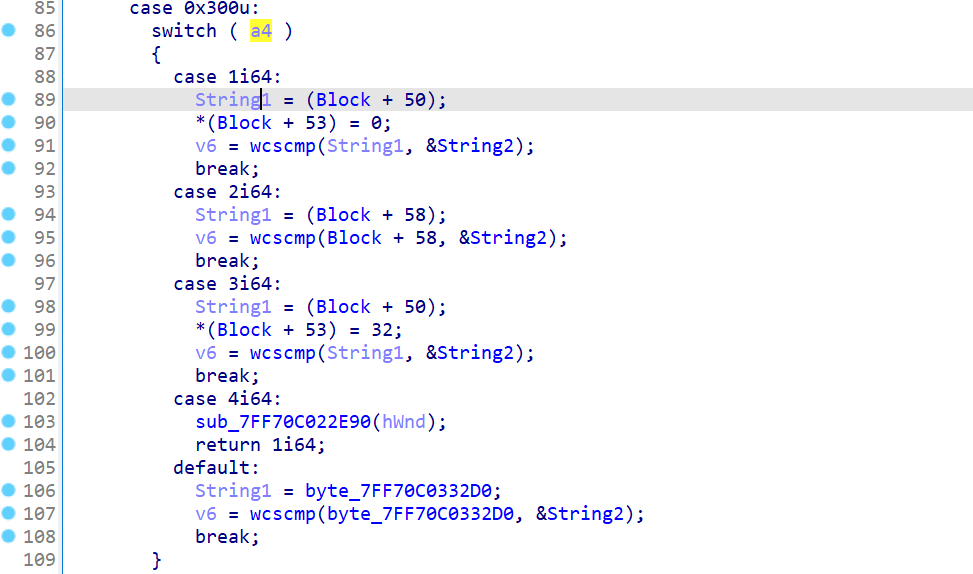 85 case 0x300u:
86 switch ( a4 )
87 {
88 case 1i64:
89 String1 = (Block + 50);
90 *(Block + 53) = 0;
91 v6 = wcscmp(String1, &String2);
92 break;
93 case 2i64:
94 String1 = (Block + 58);
95 v6 = wcscmp(Block + 58, &String2);
96 break;
97 case 3i64:
98 String1 = (Block + 50);
99 *(Block + 53) = 32;
100 v6 = wcscmp(String1, &String2);
101 break;
102 case 4i64:
103 sub_7FF70C022E90(hWnd);
104 return 1i64;
105 default:
106 String1 = byte_7FF70C0332D0;
107 v6 = wcscmp(byte_7FF70C0332D0, &String2);
108 break;
109 }